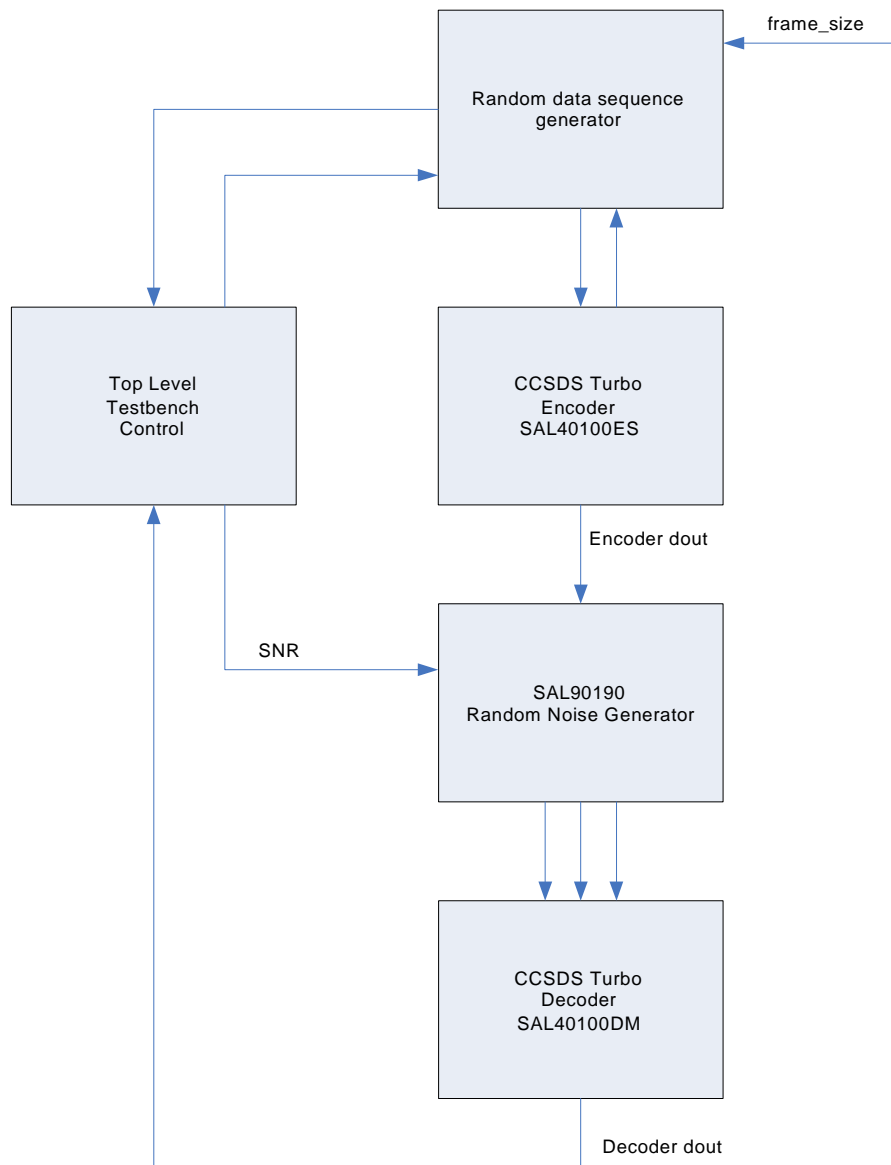 frame_size
Random data sequence
generator
Top Level
Testbench
Control
CCSDS Turbo
Encoder
SAL40100ES
Encoder dout
SNR
SAL90190
Random Noise Generator
CCSDS Turbo
Decoder
SAL40100DM
Decoder dout